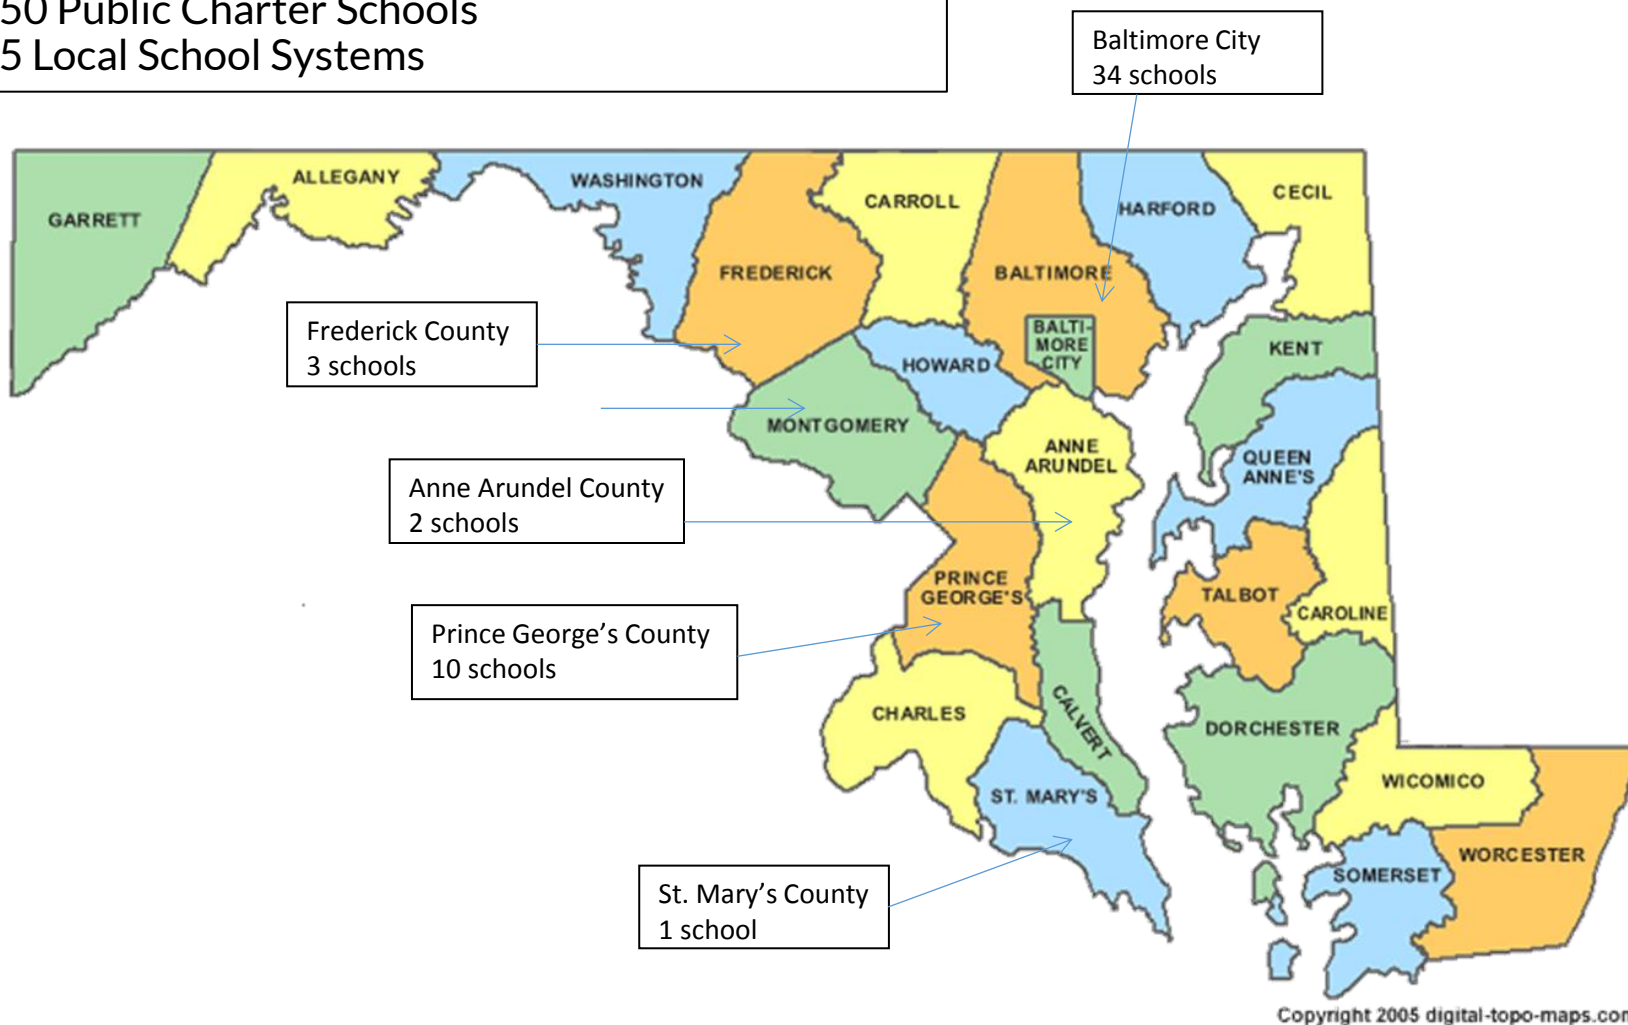 50 Public Charter Schools
5 Local School Systems
Baltimore City
34 schools
GARRETT
ALLEGANY
WASHINGTON
FREDERICK
CARROLL
BALTIMORE
HARFORD
CECIL
Frederick County
3 schools
BALTI-
MORE
CITY
HOWARD
KENT
MONTGOMERY
ANNE
ARUNDEL
QUEEN
ANNE'S
Anne Arundel County
2 schools
PRINCE
GEORGE'S
TALBOT
CAROLINE
Prince George’s County
10 schools
CHARLES
CALVERT
DORCHESTER
ST. MARY'S
WICOMICO
St. Mary’s County
1 school
SOMERSET
WORCESTER
Copyright 2005 digital-topo-maps.com